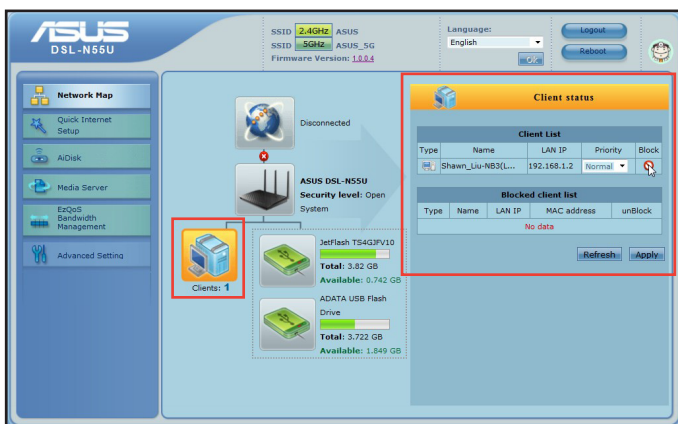 ASUS
DSL-N55U
SSID 2.4GHz ASUS
SSID 5GHz ASUS_5G
Firmware Version: 1.0.0.4
Language:
English
OK
Logout
Reboot
Network Map
Quick Internet
Setup
AiDisk
Media Server
EzQoS
Bandwidth
Management
Advanced Setting
Disconnected
ASUS DSL-N55U
Security level: Open
System
Clients: 1
JetFlash TS4GJFV10
Total: 3.82 GB
Available: 0.742 GB
ADATA USB Flash
Drive
Total: 3.722 GB
Available: 1.849 GB
Client status
Client List
Type Name LAN IP Priority Block
Shawn_Liu-NB3(L... 192.168.1.2 Normal
Blocked client list
Type Name LAN IP MAC address unBlock
No data
Refresh Apply